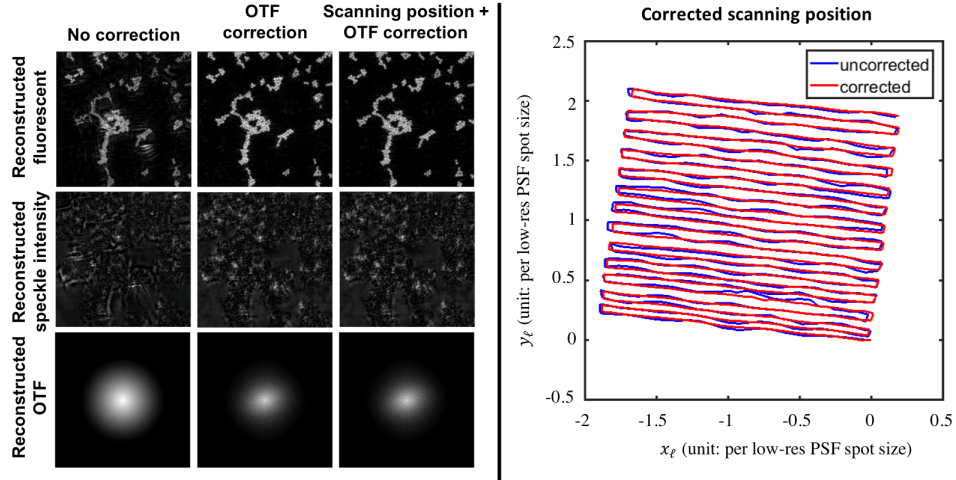 No correction
OTF
correction
Scanning position +
OTF correction
Reconstructed
fluorescent
Reconstructed
speckle intensity
Reconstructed
OTF
Corrected scanning position
uncorrected
corrected
2.5
2
1.5
1
0.5
0
-0.5
-2
-1.5
-1
-0.5
0
0.5
yℓ (unit: per low-res PSF spot size)
xℓ (unit: per low-res PSF spot size)